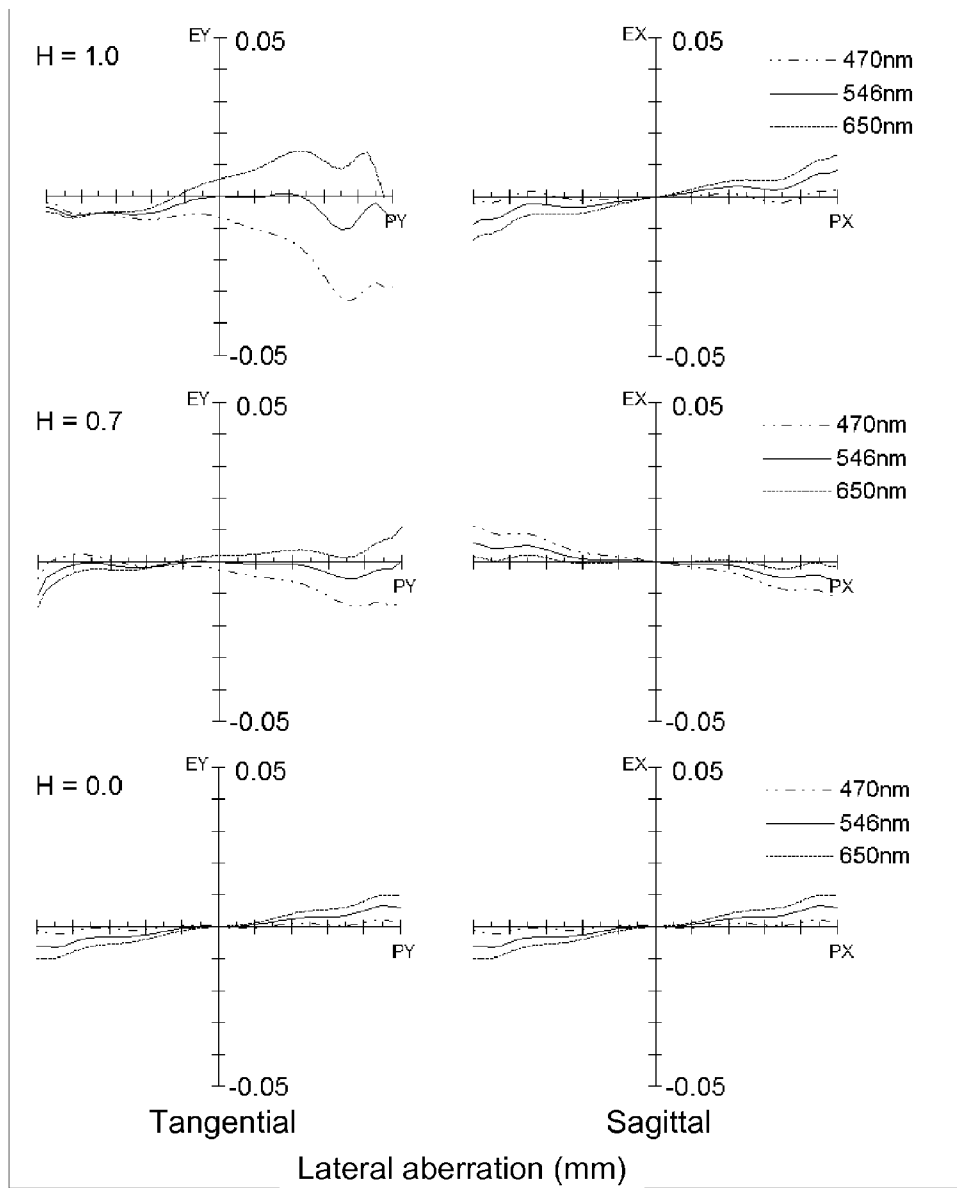 EY 0.05
EX 0.05
H = 1.0
470nm
546nm
650nm
PY
PX
-0.05
-0.05
EY 0.05
EX 0.05
H = 0.7
470nm
546nm
650nm
PY
PX
-0.05
-0.05
EY 0.05
EX 0.05
H = 0.0
470nm
546nm
650nm
PY
PX
-0.05
-0.05
Tangential
Sagittal
Lateral aberration (mm)